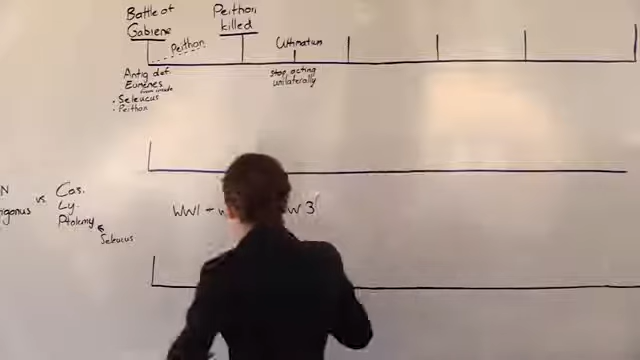 Battle of
Gabiene
Peithon
killed
Peithon
Ultimatum
Antig def.
Eumenes
• Seleucus
• Peithon
stop acting
unilaterally
N
tigonus
vs.
Cas.
Ly.
Ptolemy
Seleucus
WW1 - w
w 3